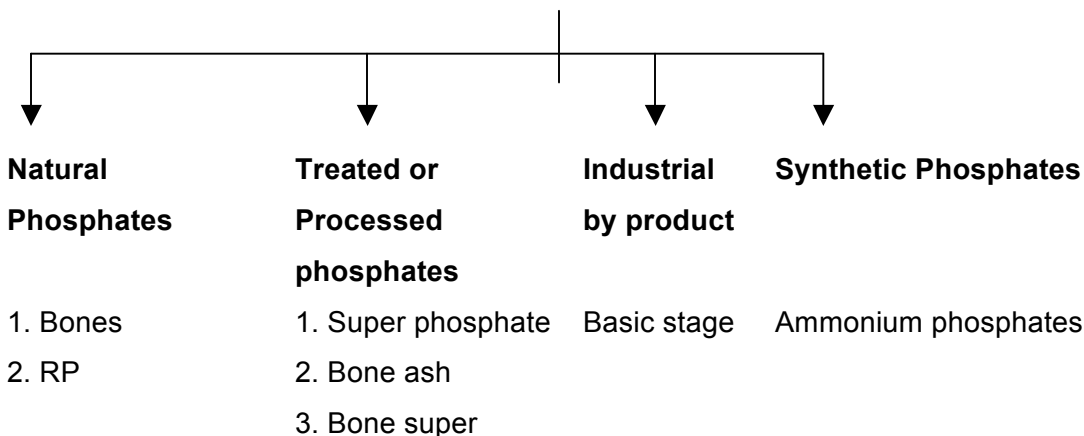 Natural Phosphates
Treated or Processed phosphates
Industrial by product
Synthetic Phosphates
1. Bones
2. RP
1. Super phosphate
2. Bone ash
3. Bone super
Basic stage
Ammonium phosphates